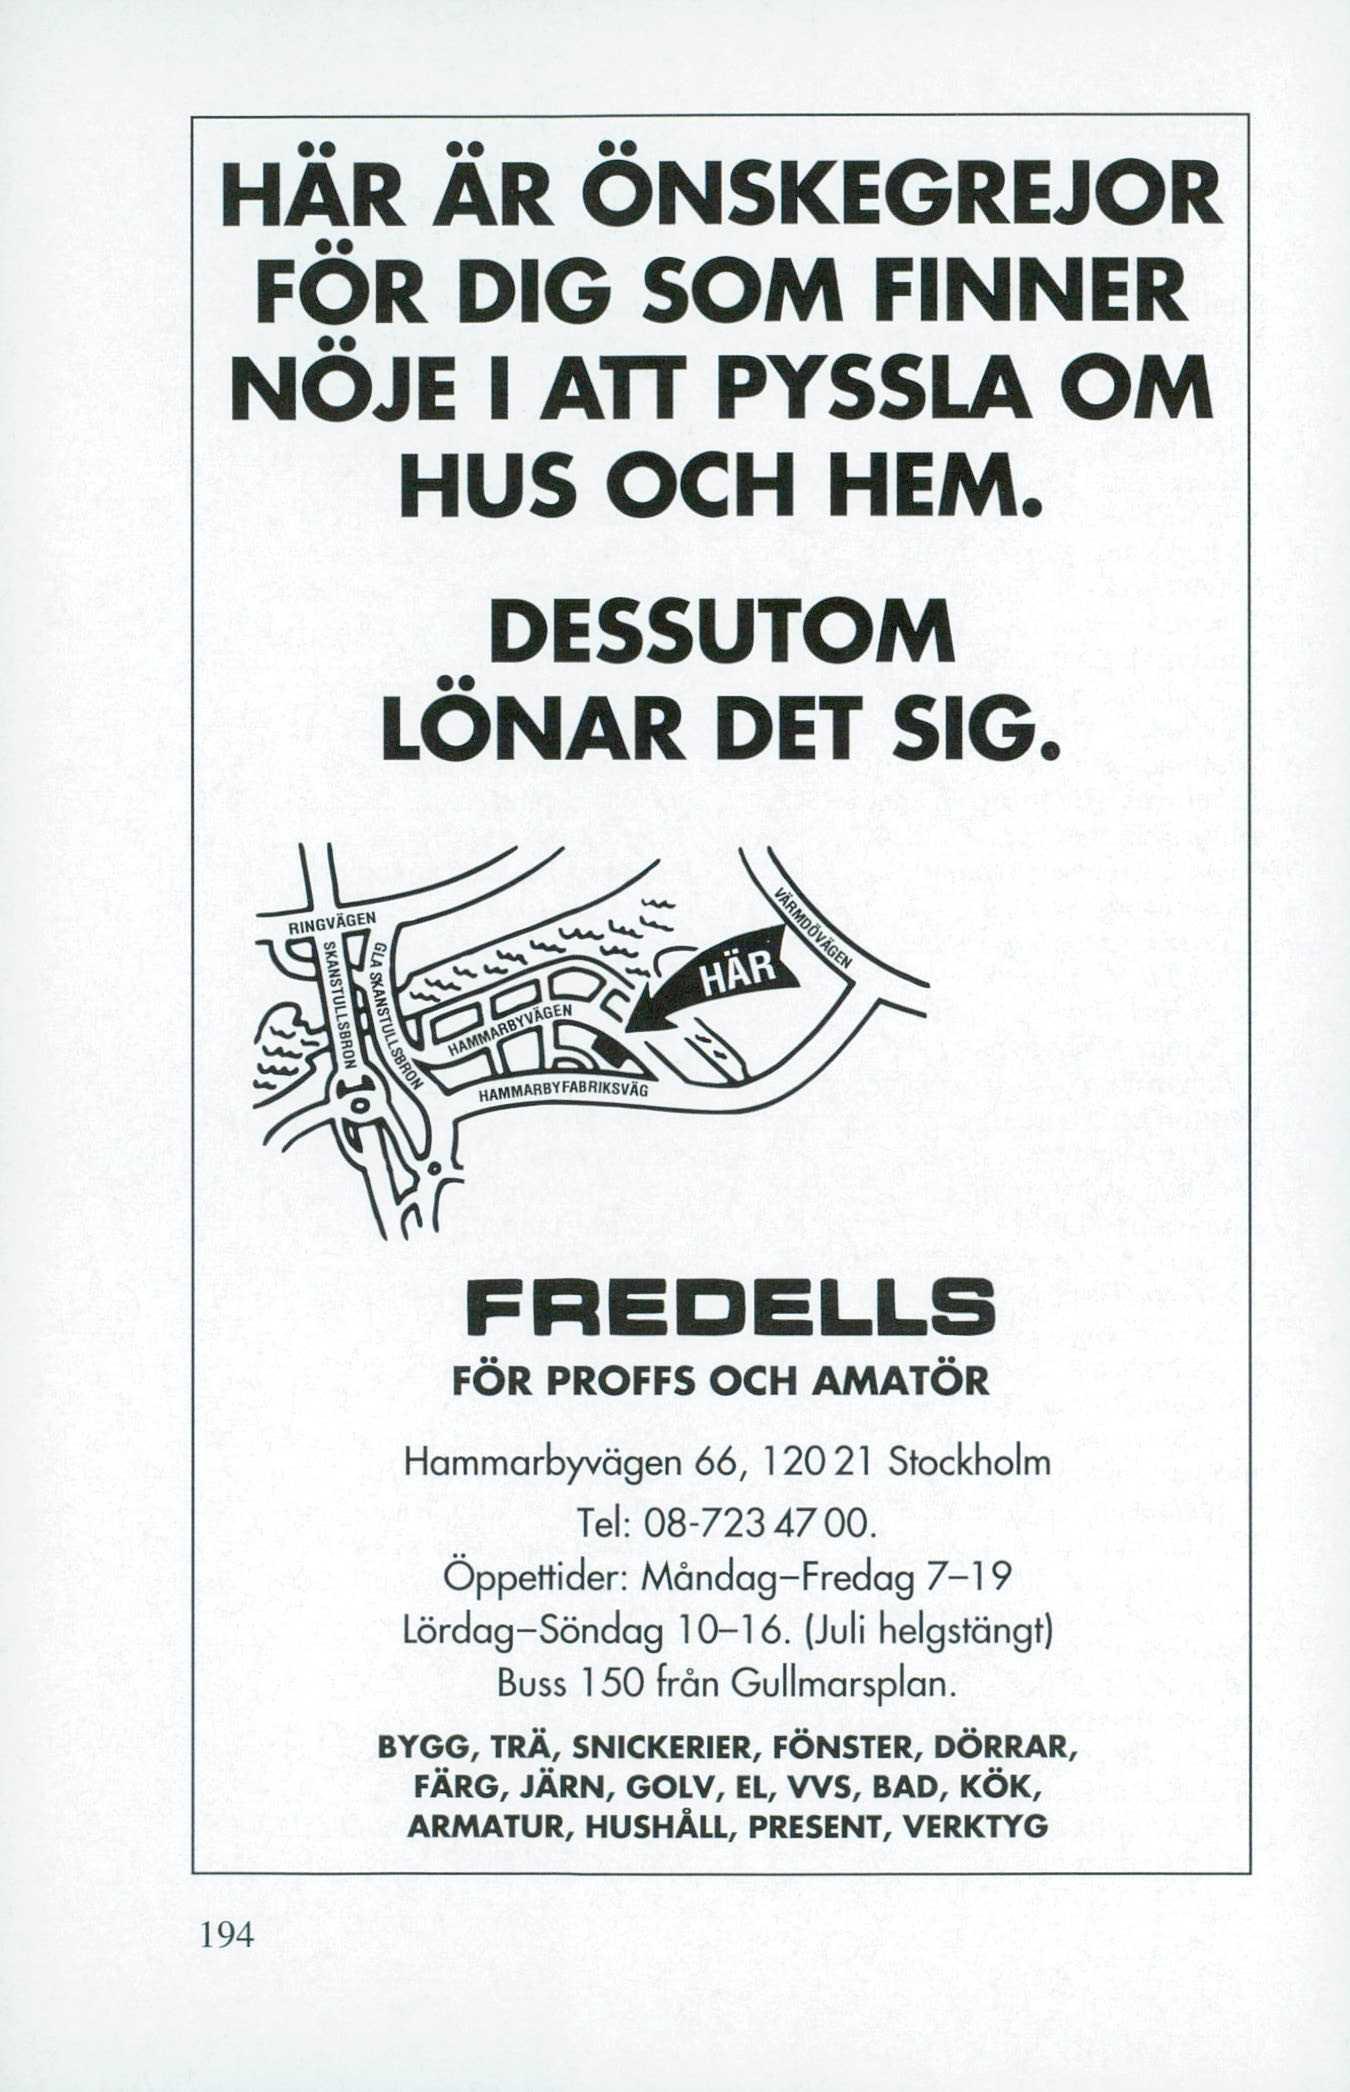 HÄR ÄR ÖNSKEGREJOR
FÖR DIG SOM FINNER
NÖJE I ATT PYSSLA OM
HUS OCH HEM.
DESSUTOM
LÖNAR DET SIG.
RINGVÄGEN
SKANSTULLSBRON
GLA SKANSTULLSBRON
HAMMARBYVÄGEN
HÄR
VÄRMDÖVÄGEN
HAMMARBYFABRIKSVÄG
FREDELLS
FÖR PROFFS OCH AMATÖR
Hammarbyvägen 66, 120 21 Stockholm
Tel: 08-723 47 00.
Öppettider: Måndag–Fredag 7–19
Lördag–Söndag 10–16. (Juli helgstängt)
Buss 150 från Gullmarsplan.
BYGG, TRÄ, SNICKERIER, FÖNSTER, DÖRRAR,
FÄRG, JÄRN, GOLV, EL, VVS, BAD, KÖK,
ARMATUR, HUSHÅLL, PRESENT, VERKTYG
194